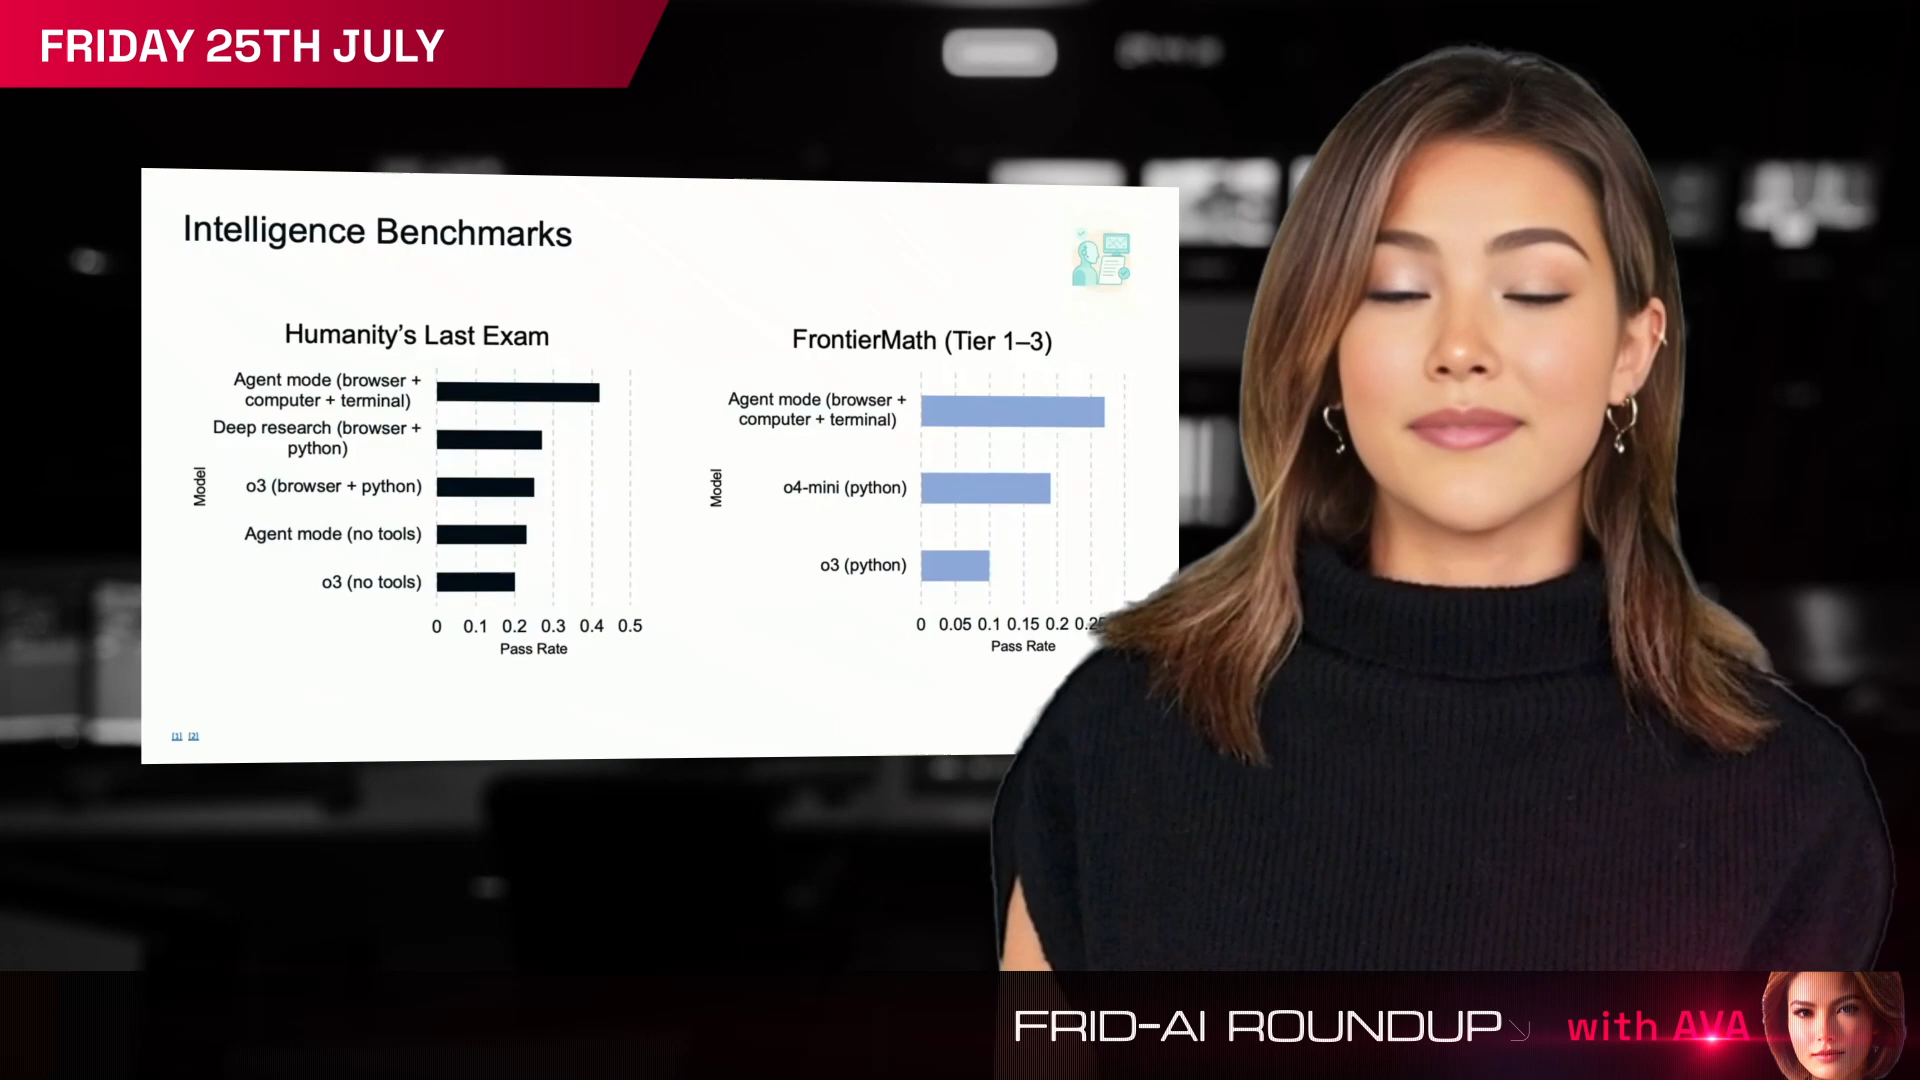 FRIDAY 25TH JULY
Intelligence Benchmarks
Humanity's Last Exam
Agent mode (browser +
computer + terminal)
Deep research (browser +
python)
o3 (browser + python)
Agent mode (no tools)
o3 (no tools)
Model
0 0.1 0.2 0.3 0.4 0.5
Pass Rate
FrontierMath (Tier 1–3)
Agent mode (browser +
computer + terminal)
o4-mini (python)
o3 (python)
Model
0 0.05 0.1 0.15 0.2 0.25
Pass Rate
[1] [2]
FRID-AI ROUNDUP
with AVA